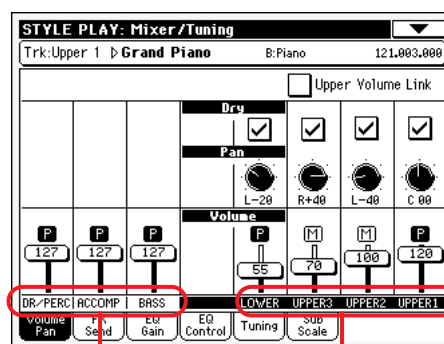 STYLE PLAY: Mixer/Tuning
Trk:Upper 1 ▷Grand Piano B:Piano 121.003.000
Upper Volume Link
Dry
Pan
L-20 R+40 L-40 C 00
Volume
P P P P M M P
127 127 127 55 70 100 120
DR/PERC ACCOMP BASS LOWER UPPER3 UPPER2 UPPER1
Volume Pan FX Send EQ Gain EQ Control Tuning Sub Scale